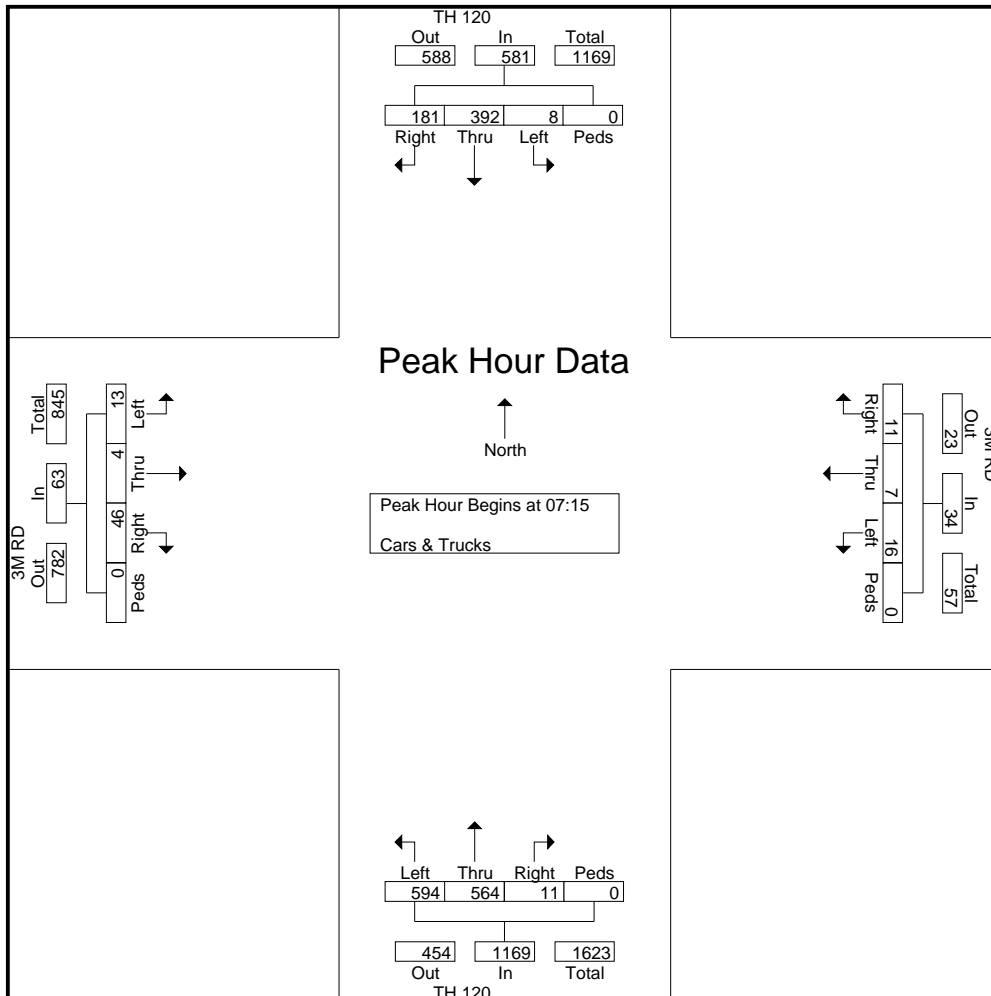 TH 120
Out In Total
588 581 1169
181 392 8 0
Right Thru Left Peds
Peak Hour Data
North
Peak Hour Begins at 07:15
Cars & Trucks
3M RD
Total In Out
845 63 782
13 4 46 0
Left Thru Right Peds
3M RD
Out In Total
23 34 57
11 7 16 0
Right Thru Left Peds
Left Thru Right Peds
594 564 11 0
454 1169 1623
Out In Total
TH 120